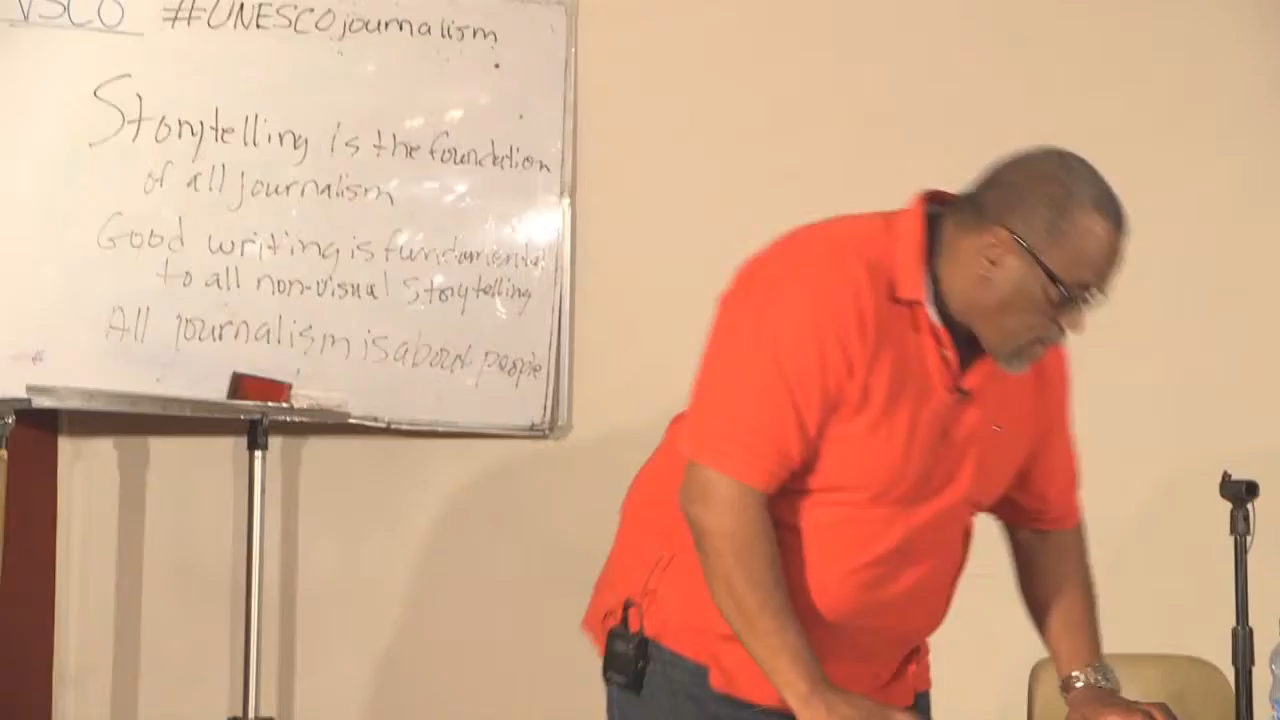 VSCO #UNESCOjournalism
Storytelling is the foundation
of all journalism
Good writing is fundamental
to all non-visual storytelling
All journalism is about people